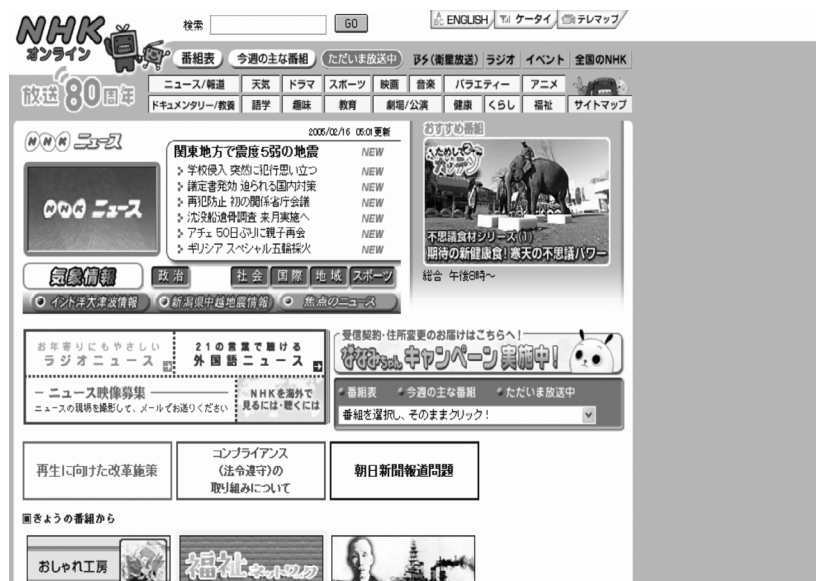 NHK
オンライン
検索
GO
ABC ENGLISH
ケータイ
テレマップ
番組表
今週の主な番組
ただいま放送中
BS(衛星放送)
ラジオ
イベント
全国のNHK
放送80周年
ニュース/報道
天気
ドラマ
スポーツ
映画
音楽
バラエティー
アニメ
ドキュメンタリー/教養
語学
趣味
教育
劇場/公演
健康
くらし
福祉
サイトマップ
NHK ニュース
2005/02/16 05:01更新
関東地方で震度5弱の地震 NEW
学校侵入 突然に犯行思い立つ NEW
議定書発効 迫られる国内対策 NEW
再犯防止 初の関係省庁会議 NEW
沈没船遺骨調査 来月実施へ NEW
アチェ 50日ぶりに親子再会 NEW
ギリシア スペシャル五輪採火 NEW
NHK ニュース
気象情報
政治
社会
国際
地域
スポーツ
インド洋大津波情報
新潟県中越地震情報
焦点のニュース
おすすめ番組
ためしてガッテン
不思議食材シリーズ(1)
期待の新健康食!寒天の不思議パワー
総合 午後8時~
お年寄りにもやさしい
ラジオニュース
21の言葉で聴ける
外国語ニュース
ニュース映像募集
ニュースの現場を撮影して、メールでお送りください
NHKを海外で
見るには・聴くには
受信契約・住所変更のお届けはこちらへ!
ななみちゃん キャンペーン実施中!
番組表
今週の主な番組
ただいま放送中
番組を選択し、そのままクリック!
再生に向けた改革施策
コンプライアンス
(法令遵守)の
取り組みについて
朝日新聞報道問題
きょうの番組から
おしゃれ工房
福祉ネットワーク